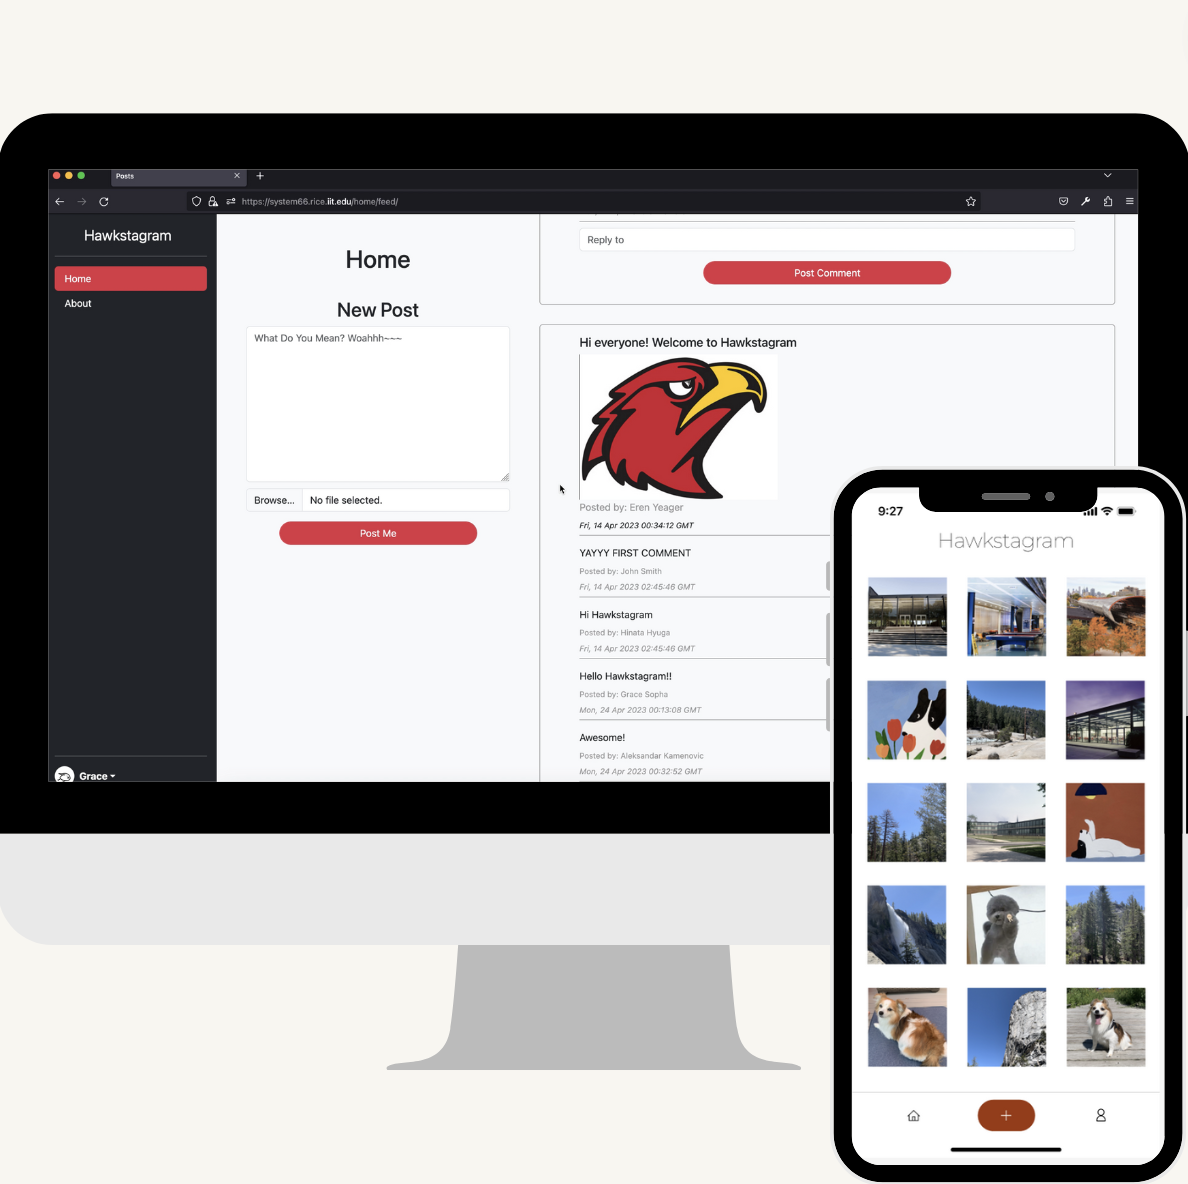 Posts
https://system66.rice.iit.edu/home/feed/
Hawkstagram
Home
About
Grace
Home
New Post
What Do You Mean? Woahhh~~~
Browse... No file selected.
Post Me
Reply to
Post Comment
Hi everyone! Welcome to Hawkstagram
Posted by: Eren Yeager
Fri, 14 Apr 2023 00:34:12 GMT
YAYYY FIRST COMMENT
Posted by: John Smith
Fri, 14 Apr 2023 02:45:46 GMT
Hi Hawkstagram
Posted by: Hinata Hyuga
Fri, 14 Apr 2023 02:45:46 GMT
Hello Hawkstagram!!
Posted by: Grace Sopha
Mon, 24 Apr 2023 00:13:08 GMT
Awesome!
Posted by: Aleksandar Kamenovic
Mon, 24 Apr 2023 00:32:52 GMT
9:27
Hawkstagram